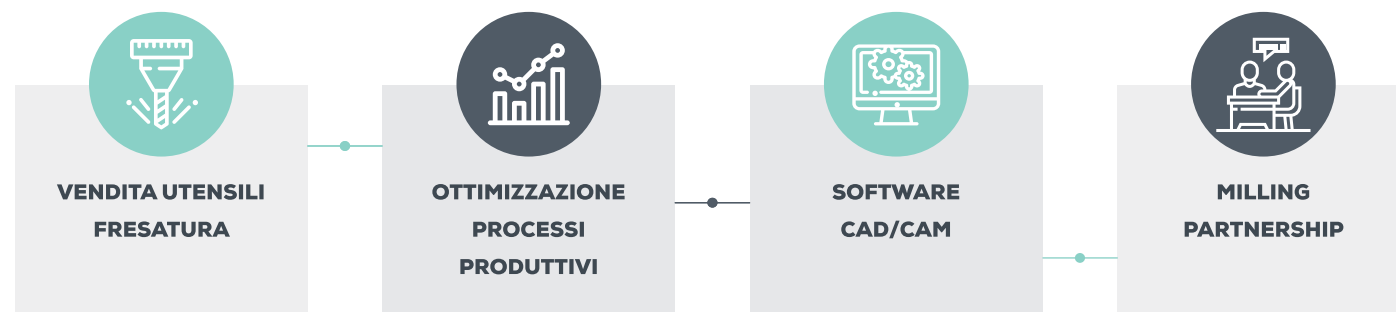 VENDITA UTENSILI
FRESATURA
OTTIMIZZAZIONE
PROCESSI
PRODUTTIVI
SOFTWARE
CAD/CAM
MILLING
PARTNERSHIP